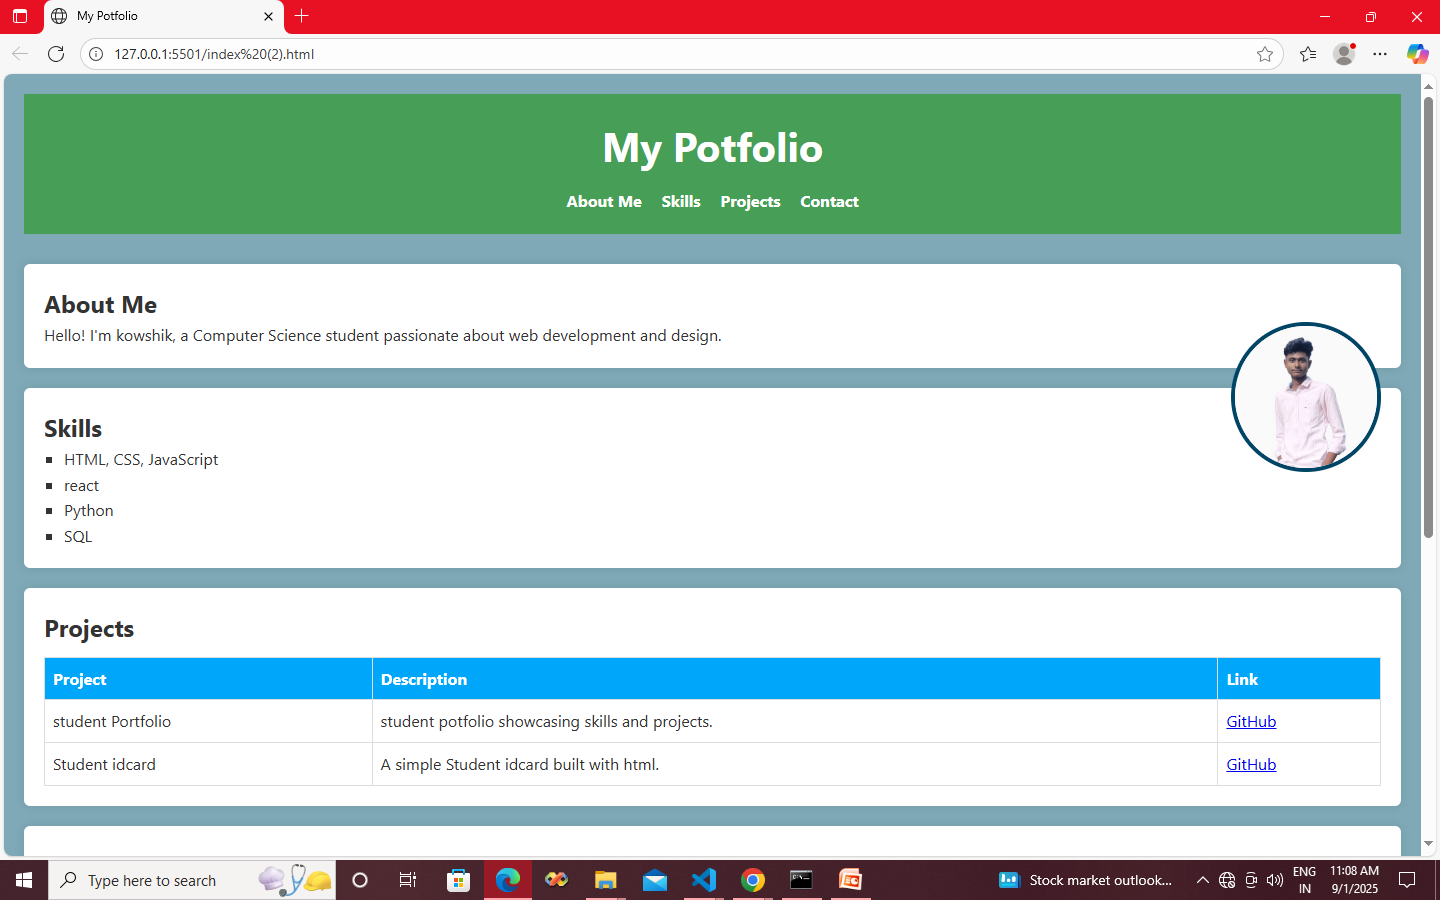 My Potfolio
127.0.0.1:5501/index%20(2).html
My Potfolio
About Me Skills Projects Contact
About Me
Hello! I'm kowshik, a Computer Science student passionate about web development and design.
Skills
HTML, CSS, JavaScript
react
Python
SQL
Projects
Project Description Link
student Portfolio student potfolio showcasing skills and projects. GitHub
Student idcard A simple Student idcard built with html. GitHub
Type here to search
Stock market outlook...
ENG
IN
11:08 AM
9/1/2025